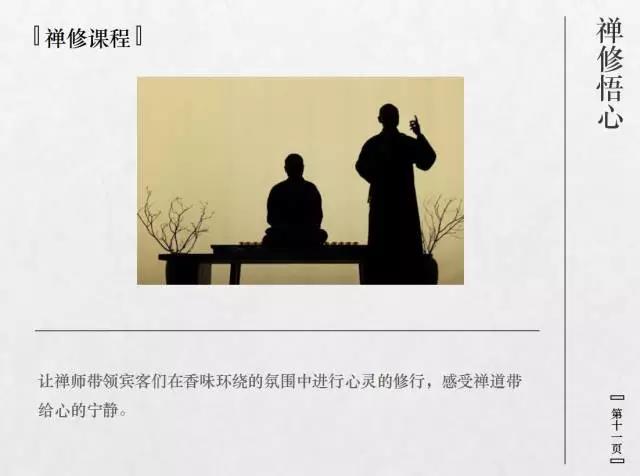 〖禅修课程〗
禅修悟心
让禅师带领宾客们在香味环绕的氛围中进行心灵的修行，感受禅道带
给心的宁静。
〖第十一页〗